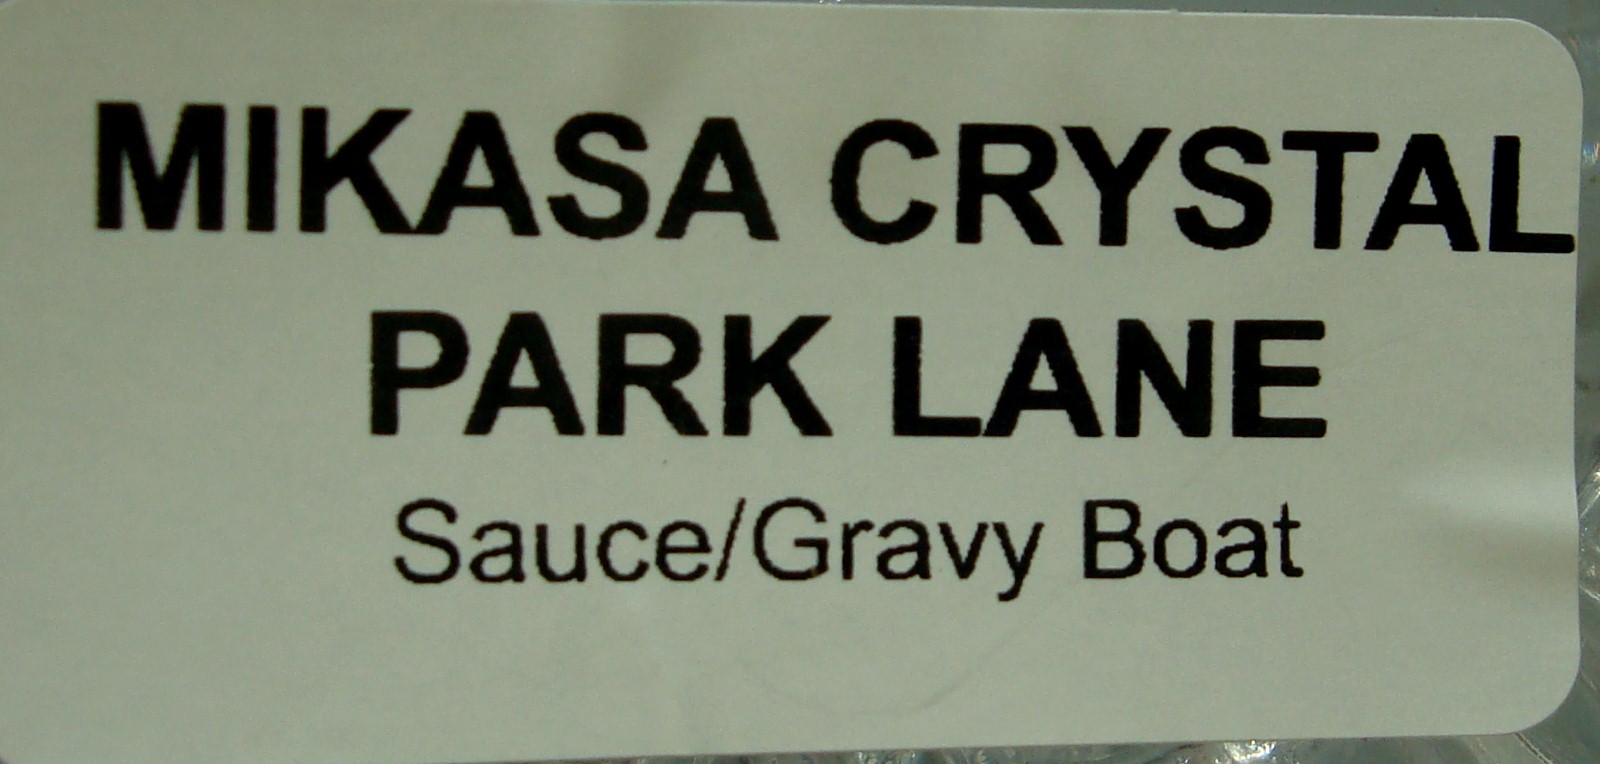 MIKASA CRYSTAL
PARK LANE
Sauce/Gravy Boat